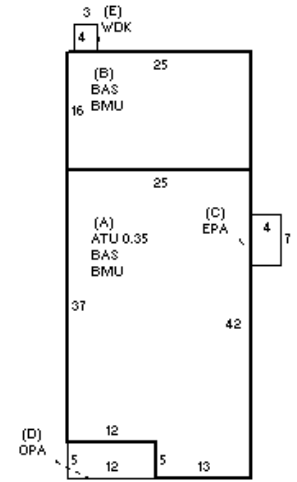 3 (E)
4 WDK
25
(B)
BAS
16 BMU
25
(A)
ATU 0.35
BAS
BMU
(C)
EPA
4
7
37
42
12
(D)
OPA
5
12
5
13